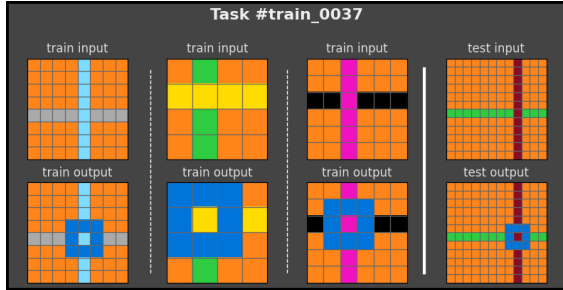 Task #train_0037
train input
train input
train input
test input
train output
train output
train output
test output